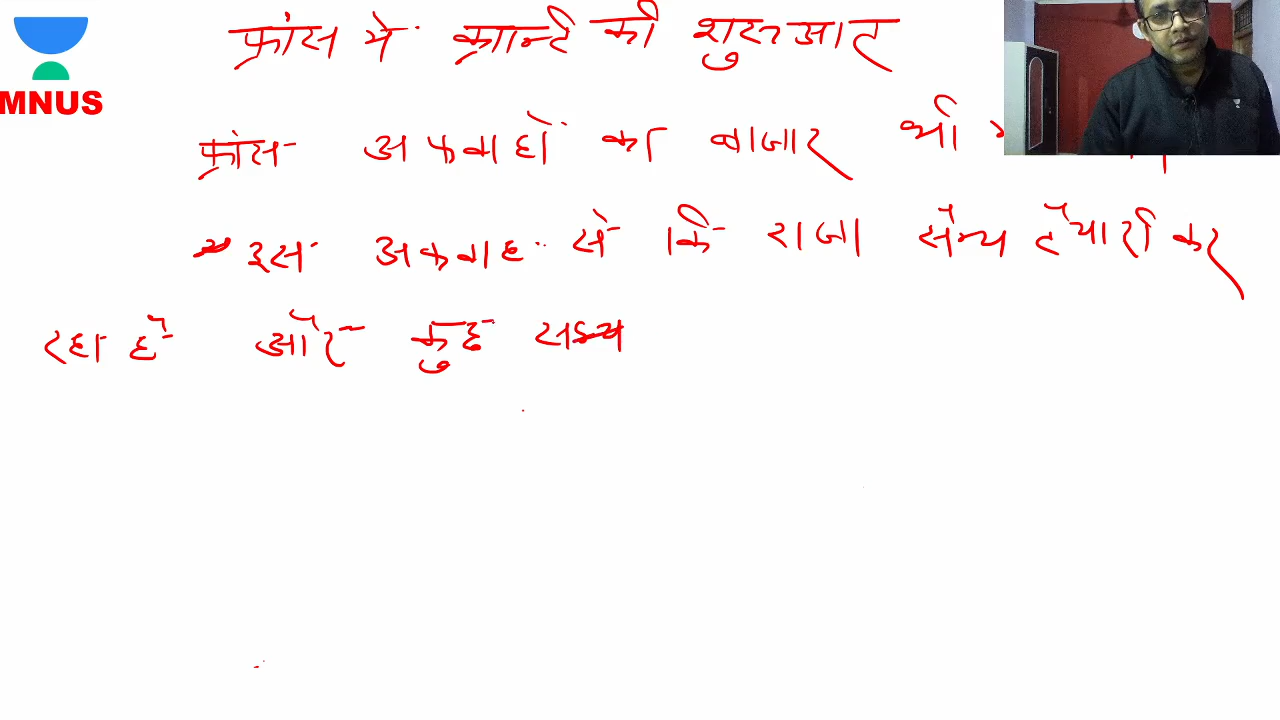 MNUS
फ्रांस में क्रान्ति की शुरुआत
फ्रांस अफवाहों का बाजार थी
इस अफवाह से कि राजा सैन्य तैयारी कर
रहा है और कुछ